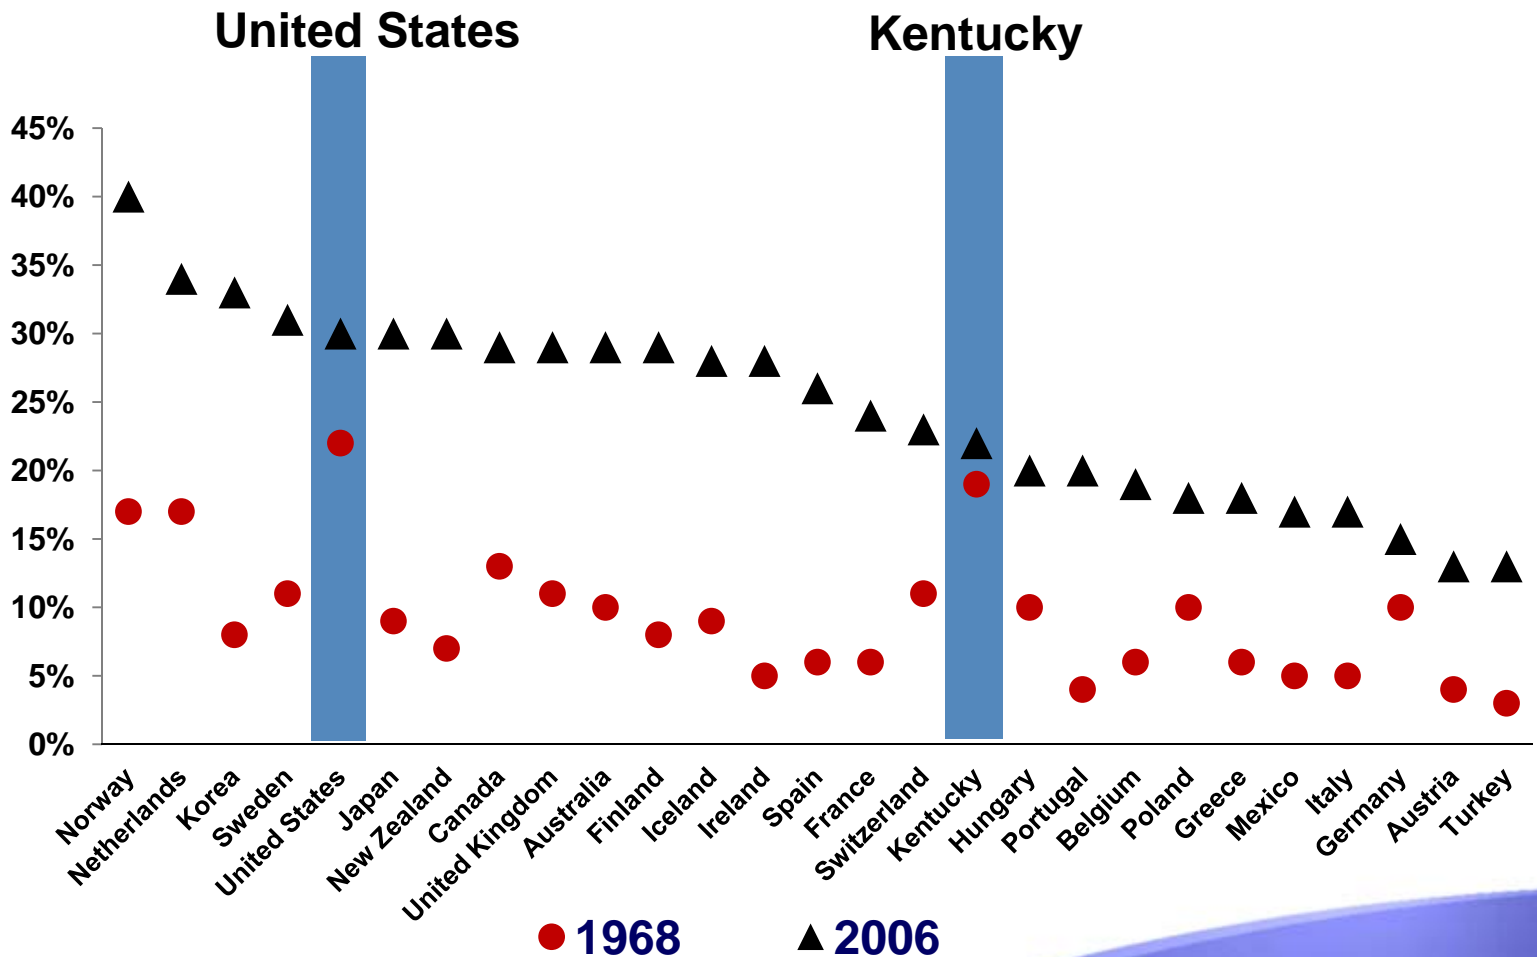 United States
Kentucky
45%
40%
35%
30%
25%
20%
15%
10%
5%
0%
Norway
Netherlands
Korea
Sweden
United States
Japan
New Zealand
Canada
United Kingdom
Australia
Finland
Iceland
Ireland
Spain
France
Switzerland
Kentucky
Hungary
Portugal
Belgium
Poland
Greece
Mexico
Italy
Germany
Austria
Turkey
1968
2006